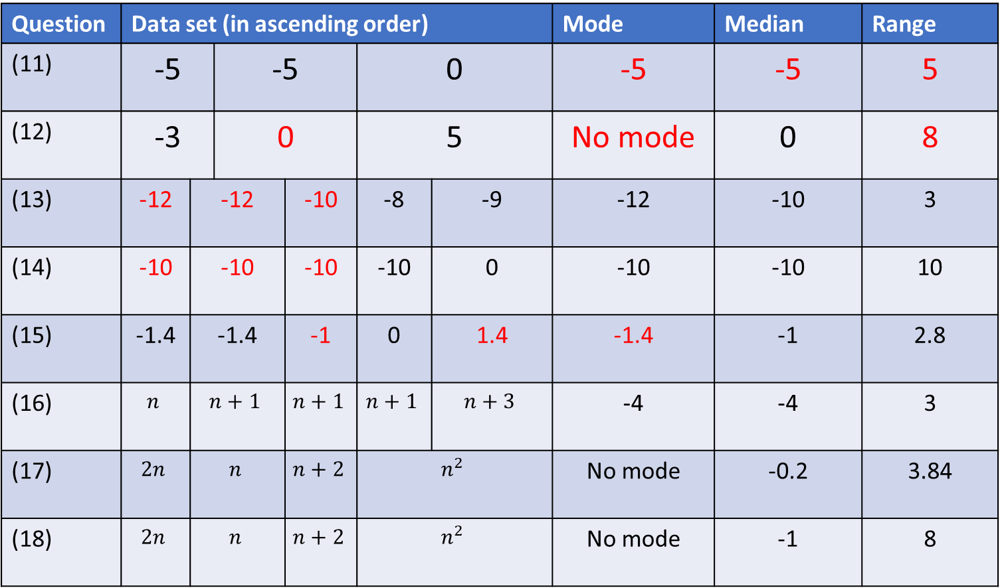 Question Data set (in ascending order) Mode Median Range
(11) -5 -5 0 -5 -5 5
(12) -3 0 5 No mode 0 8
(13) -12 -12 -10 -8 -9 -12 -10 3
(14) -10 -10 -10 -10 0 -10 -10 10
(15) -1.4 -1.4 -1 0 1.4 -1.4 -1 2.8
(16) n n + 1 n + 1 n + 1 n + 3 -4 -4 3
(17) 2n n n + 2 n² No mode -0.2 3.84
(18) 2n n n + 2 n² No mode -1 8